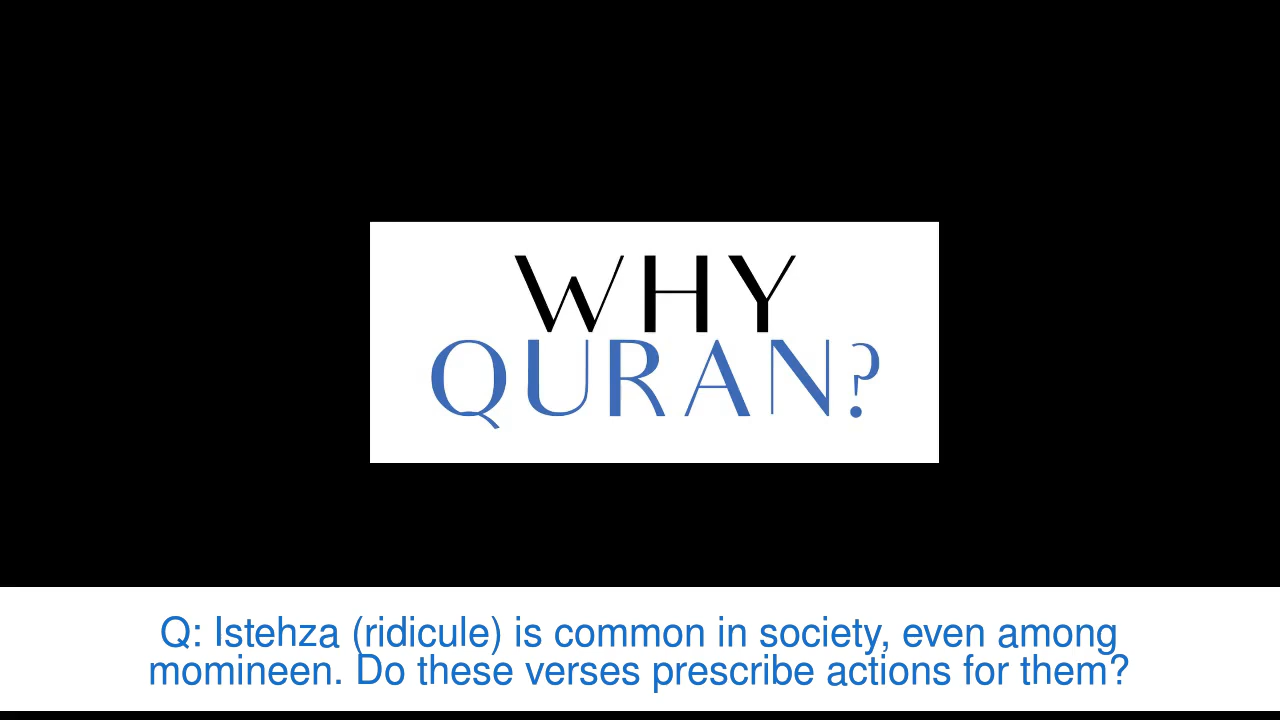 WHY
QURAN?
Q: Istehza (ridicule) is common in society, even among
momineen. Do these verses prescribe actions for them?